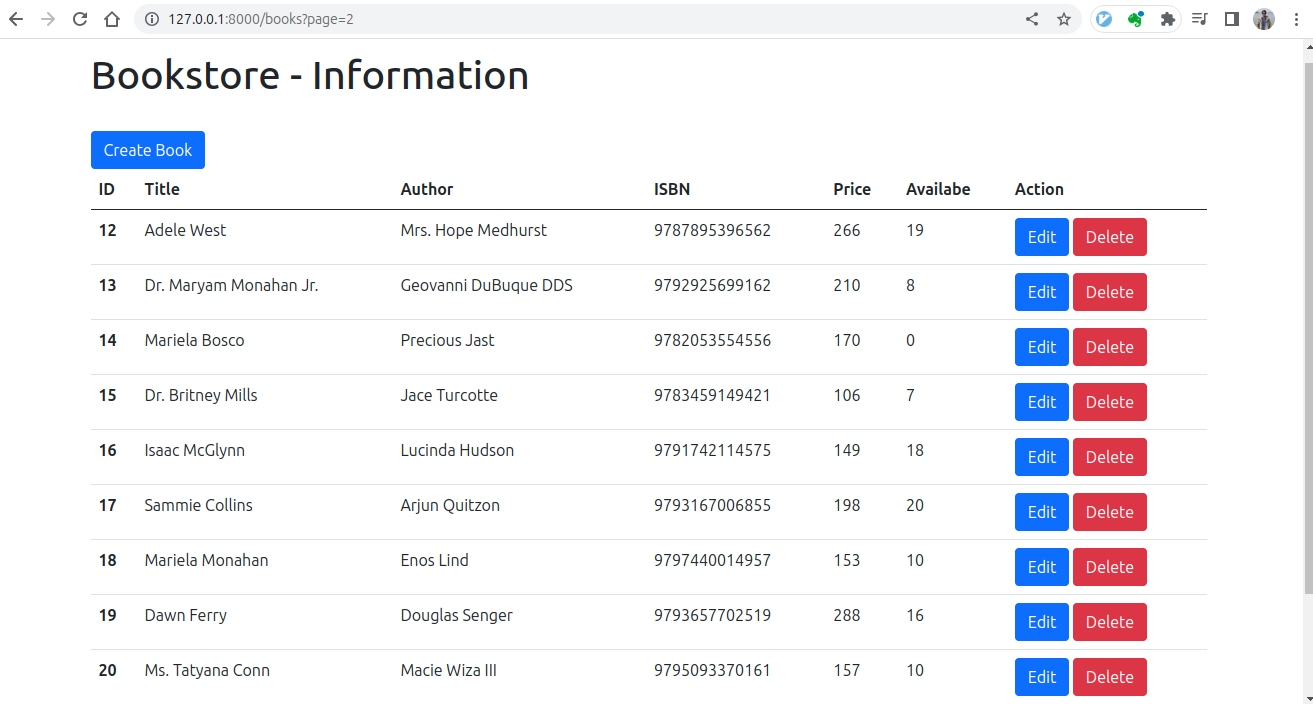 127.0.0.1:8000/books?page=2
Bookstore - Information
Create Book
ID Title Author ISBN Price Availabe Action
12 Adele West Mrs. Hope Medhurst 9787895396562 266 19 Edit Delete
13 Dr. Maryam Monahan Jr. Geovanni DuBuque DDS 9792925699162 210 8 Edit Delete
14 Mariela Bosco Precious Jast 9782053554556 170 0 Edit Delete
15 Dr. Britney Mills Jace Turcotte 9783459149421 106 7 Edit Delete
16 Isaac McGlynn Lucinda Hudson 9791742114575 149 18 Edit Delete
17 Sammie Collins Arjun Quitzon 9793167006855 198 20 Edit Delete
18 Mariela Monahan Enos Lind 9797440014957 153 10 Edit Delete
19 Dawn Ferry Douglas Senger 9793657702519 288 16 Edit Delete
20 Ms. Tatyana Conn Macie Wiza III 9795093370161 157 10 Edit Delete